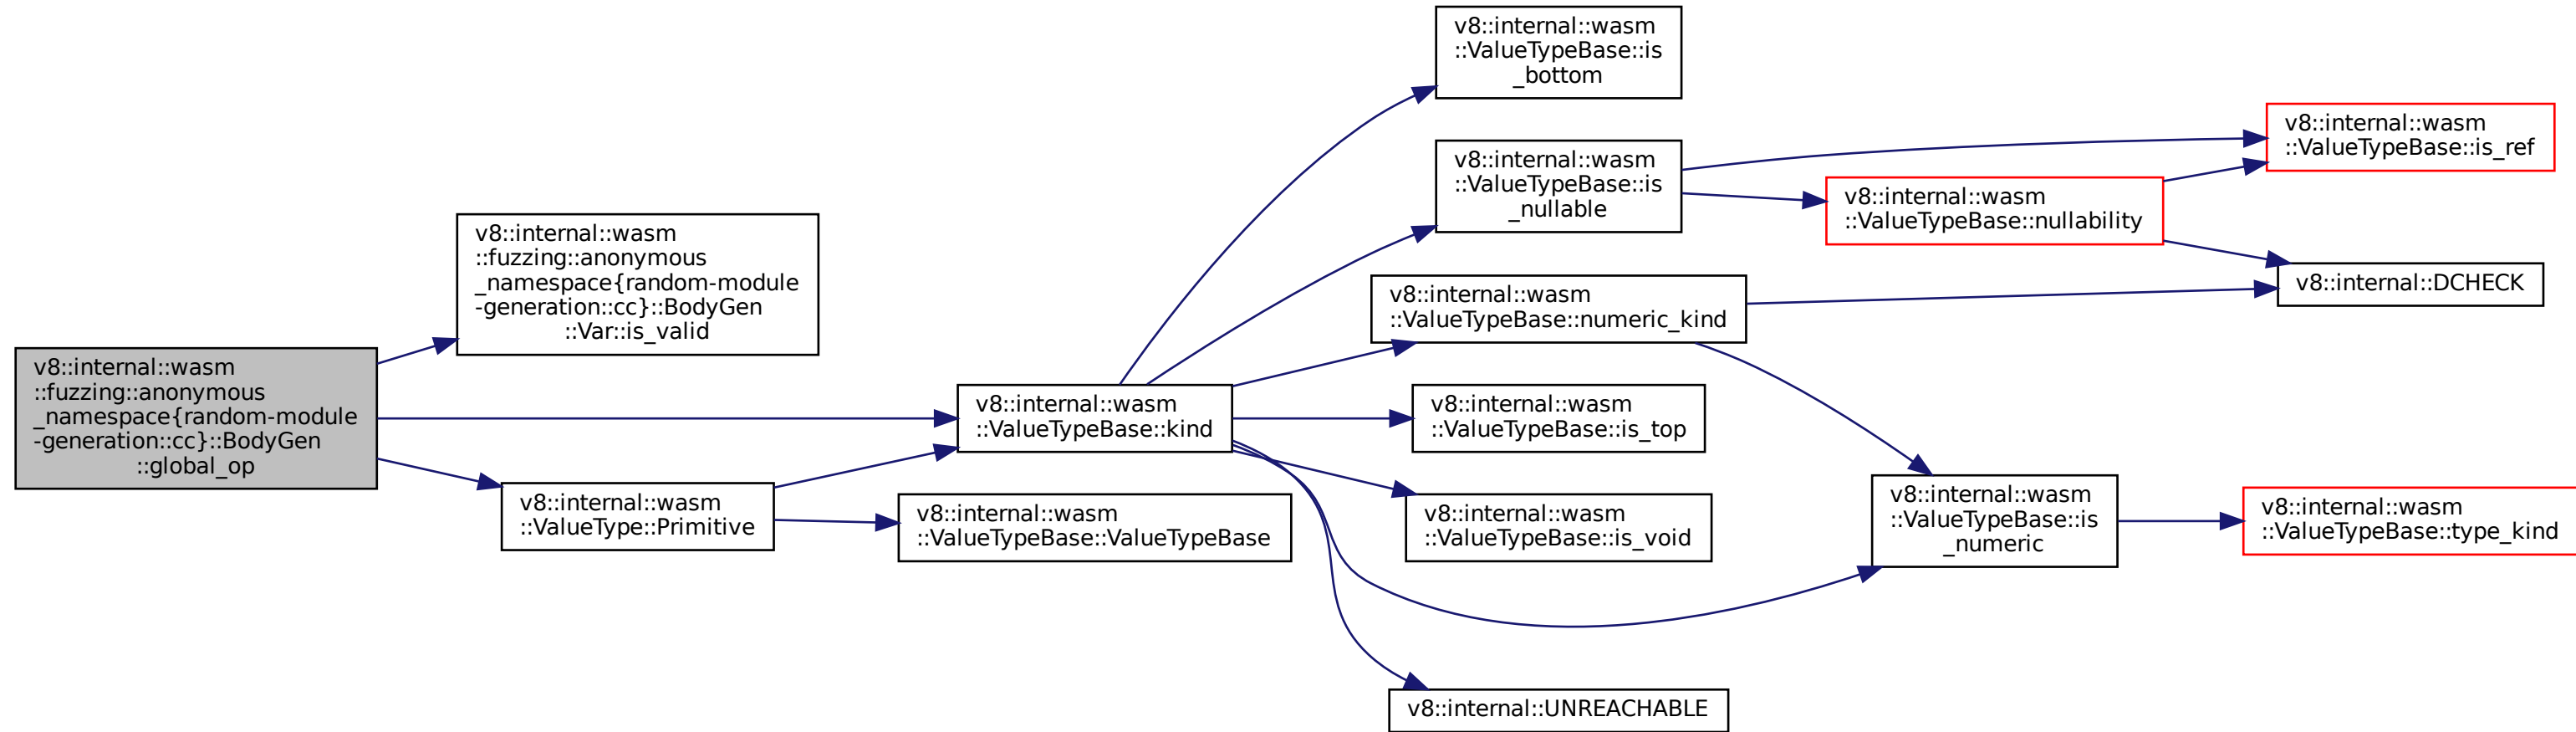 v8::internal::wasm
::fuzzing::anonymous
_namespace{random-module
-generation::cc}::BodyGen
::global_op
v8::internal::wasm
::fuzzing::anonymous
_namespace{random-module
-generation::cc}::BodyGen
::Var::is_valid
v8::internal::wasm
::ValueType::Primitive
v8::internal::wasm
::ValueTypeBase::kind
v8::internal::wasm
::ValueTypeBase::ValueTypeBase
v8::internal::wasm
::ValueTypeBase::is
_bottom
v8::internal::wasm
::ValueTypeBase::is
_nullable
v8::internal::wasm
::ValueTypeBase::numeric_kind
v8::internal::wasm
::ValueTypeBase::is_top
v8::internal::wasm
::ValueTypeBase::is_void
v8::internal::UNREACHABLE
v8::internal::wasm
::ValueTypeBase::nullability
v8::internal::wasm
::ValueTypeBase::is
_numeric
v8::internal::wasm
::ValueTypeBase::is_ref
v8::internal::DCHECK
v8::internal::wasm
::ValueTypeBase::type_kind